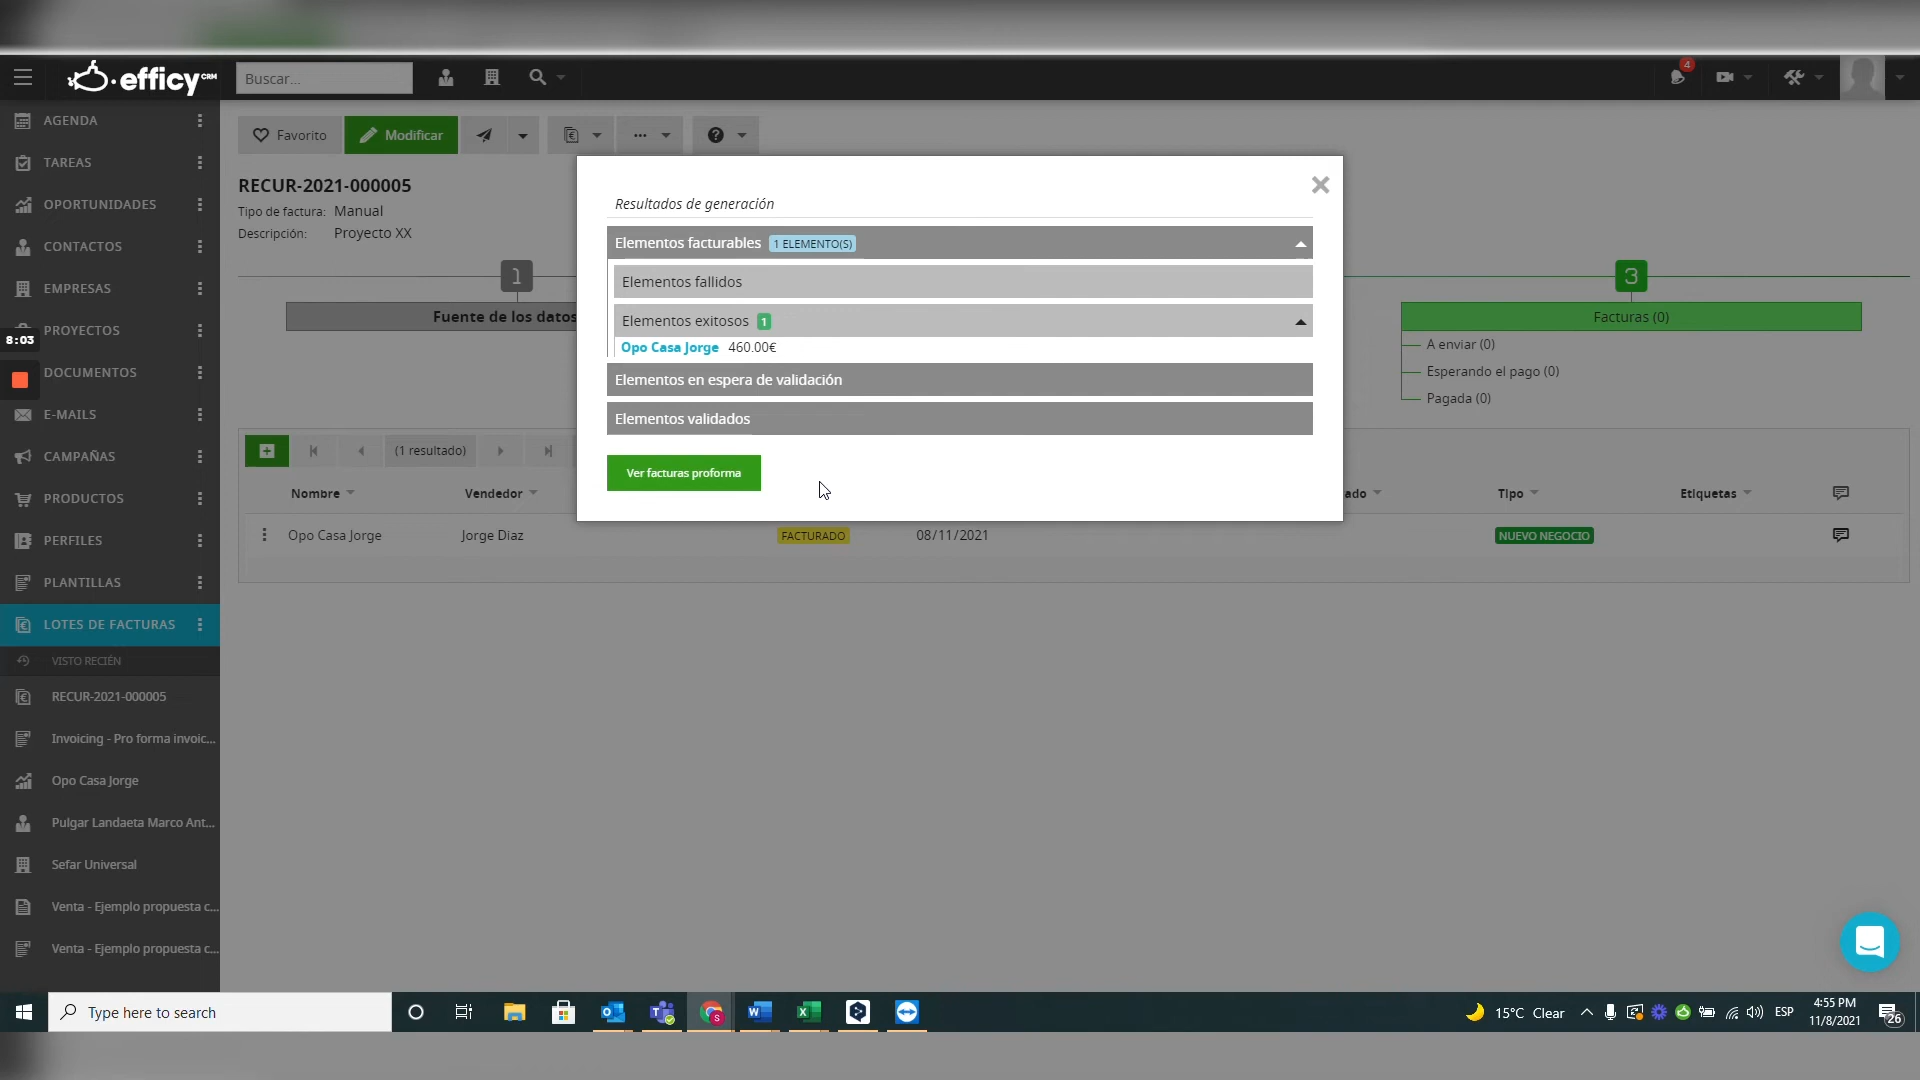 efficy CRM
Buscar...
4
AGENDA
TAREAS
OPORTUNIDADES
CONTACTOS
EMPRESAS
PROYECTOS
8:03
DOCUMENTOS
E-MAILS
CAMPAÑAS
PRODUCTOS
PERFILES
PLANTILLAS
LOTES DE FACTURAS
VISTO RECIÉN
RECUR-2021-000005
Invoicing - Pro forma invoic...
Opo Casa Jorge
Pulgar Landaeta Marco Ant...
Sefar Universal
Venta - Ejemplo propuesta c...
Venta - Ejemplo propuesta c...
Favorito
Modificar
RECUR-2021-000005
Tipo de factura: Manual
Descripción: Proyecto XX
1
Fuente de los datos
3
Facturas (0)
A enviar (0)
Esperando el pago (0)
Pagada (0)
Resultados de generación
Elementos facturables 1 ELEMENTO(S)
Elementos fallidos
Elementos exitosos 1
Opo Casa Jorge 460.00€
Elementos en espera de validación
Elementos validados
Ver facturas proforma
(1 resultado)
Nombre Vendedor ado Tipo Etiquetas
Opo Casa Jorge Jorge Diaz FACTURADO 08/11/2021 NUEVO NEGOCIO
Type here to search
15°C Clear
ESP
4:55 PM
11/8/2021
26